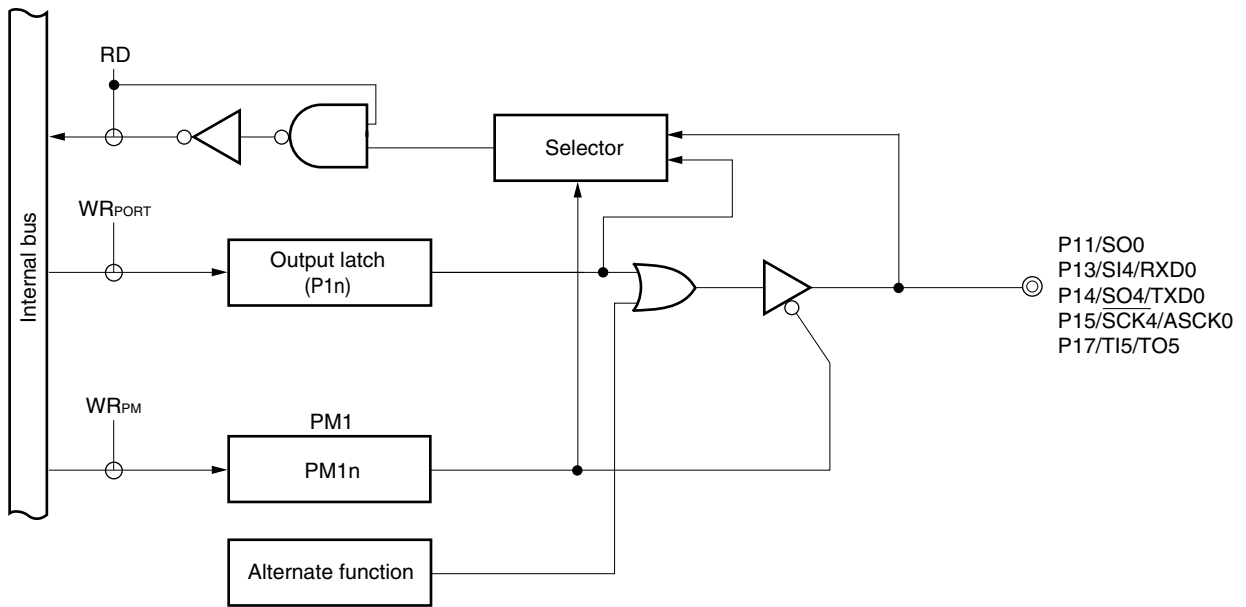 RD
Selector
Internal bus
WRPORT
Output latch
(P1n)
P11/SO0
P13/SI4/RXD0
P14/SO4/TXD0
P15/SCK4/ASCK0
P17/TI5/TO5
WRPM
PM1
PM1n
Alternate function